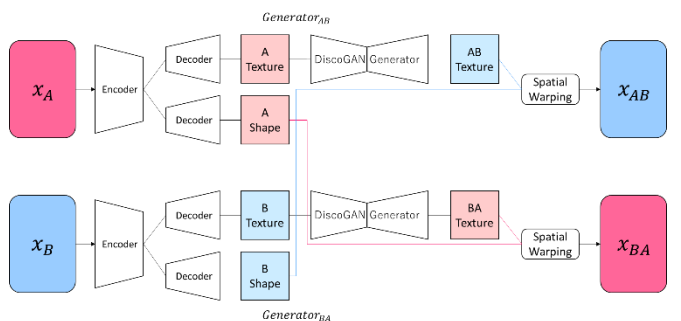 Generator_AB
x_A
Encoder
Decoder
A
Texture
DiscoGAN
Generator
AB
Texture
Spatial
Warping
x_AB
Decoder
A
Shape
x_B
Encoder
Decoder
B
Texture
DiscoGAN
Generator
BA
Texture
Spatial
Warping
x_BA
Decoder
B
Shape
Generator_BA